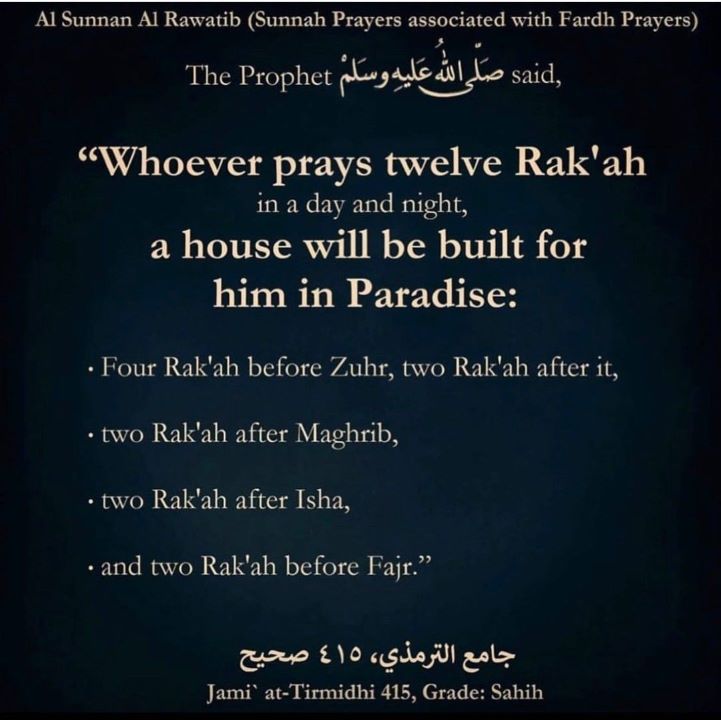 Al Sunnan Al Rawatib (Sunnah Prayers associated with Fardh Prayers)
The Prophet صَلَّى اللهُ عَلَيْهِ وَسَلَّمْ said,
“Whoever prays twelve Rak'ah
in a day and night,
a house will be built for
him in Paradise:
· Four Rak'ah before Zuhr, two Rak'ah after it,
· two Rak'ah after Maghrib,
· two Rak'ah after Isha,
· and two Rak'ah before Fajr.”
جامع الترمذي، ٤١٥ صحيح
Jami` at-Tirmidhi 415, Grade: Sahih